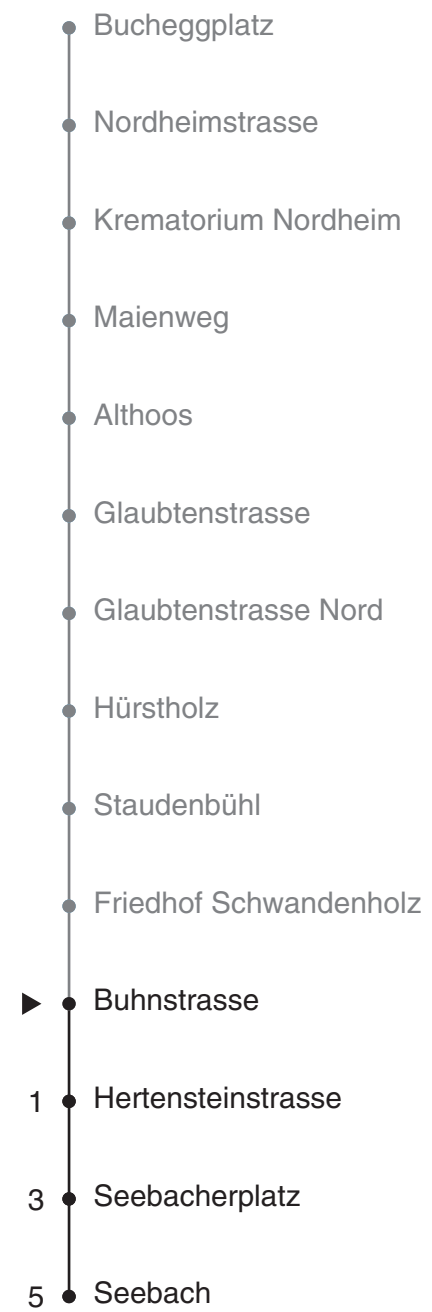 Bucheggplatz
Nordheimstrasse
Krematorium Nordheim
Maienweg
Althoos
Glaubtenstrasse
Glaubtenstrasse Nord
Hürstholz
Staudenbühl
Friedhof Schwandenholz
Buhnstrasse
1 Hertensteinstrasse
3 Seebacherplatz
5 Seebach